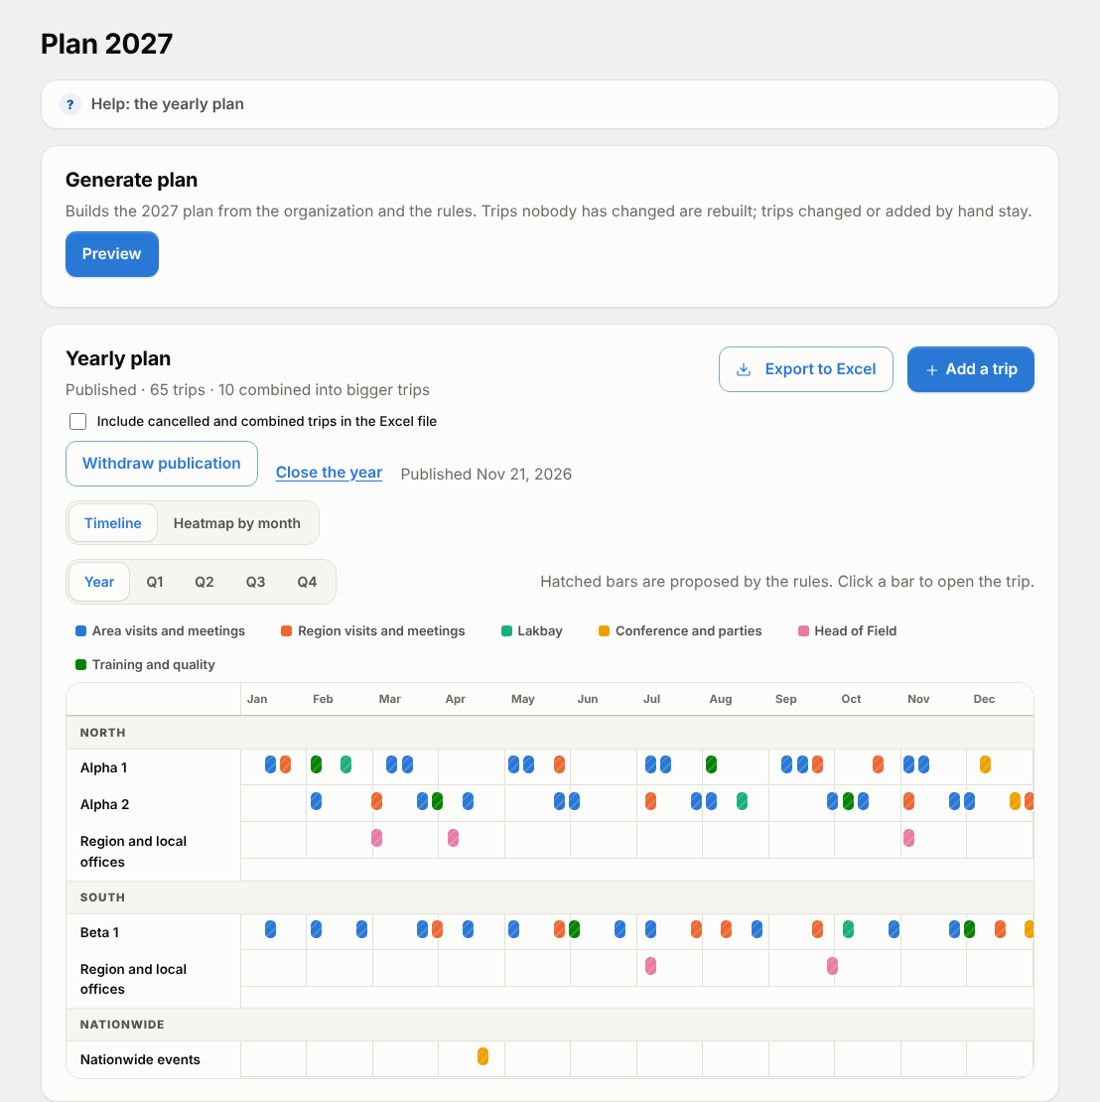 Plan 2027
? Help: the yearly plan
Generate plan
Builds the 2027 plan from the organization and the rules. Trips nobody has changed are rebuilt; trips changed or added by hand stay.
Preview
Yearly plan
Published · 65 trips · 10 combined into bigger trips
Export to Excel
+ Add a trip
Include cancelled and combined trips in the Excel file
Withdraw publication
Close the year
Published Nov 21, 2026
Timeline
Heatmap by month
Year Q1 Q2 Q3 Q4
Hatched bars are proposed by the rules. Click a bar to open the trip.
Area visits and meetings
Region visits and meetings
Lakbay
Conference and parties
Head of Field
Training and quality
Jan Feb Mar Apr May Jun Jul Aug Sep Oct Nov Dec
NORTH
Alpha 1
Alpha 2
Region and local
offices
SOUTH
Beta 1
Region and local
offices
NATIONWIDE
Nationwide events